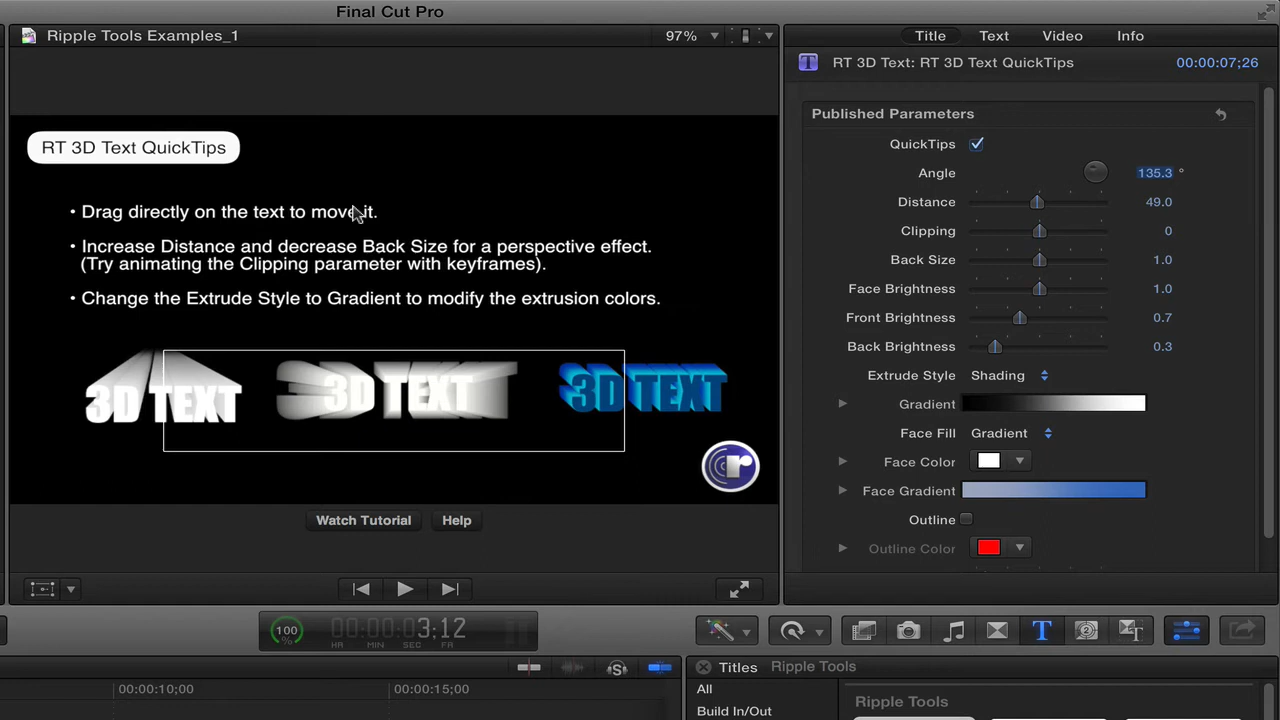 Final Cut Pro
Ripple Tools Examples_1
97%
Title
Text
Video
Info
RT 3D Text: RT 3D Text QuickTips
00:00:07;26
RT 3D Text QuickTips
• Drag directly on the text to move it.
• Increase Distance and decrease Back Size for a perspective effect.
(Try animating the Clipping parameter with keyframes).
• Change the Extrude Style to Gradient to modify the extrusion colors.
3D TEXT
3D TEXT
3D TEXT
r
Watch Tutorial
Help
Published Parameters
QuickTips
Angle 135.3 °
Distance 49.0
Clipping 0
Back Size 1.0
Face Brightness 1.0
Front Brightness 0.7
Back Brightness 0.3
Extrude Style Shading
Gradient
Face Fill Gradient
Face Color
Face Gradient
Outline
Outline Color
100
%
00:00:03;12
HR MIN SEC FR
T
2
T
S
00:00:10;00
00:00:15;00
Titles Ripple Tools
All
Build In/Out
Ripple Tools